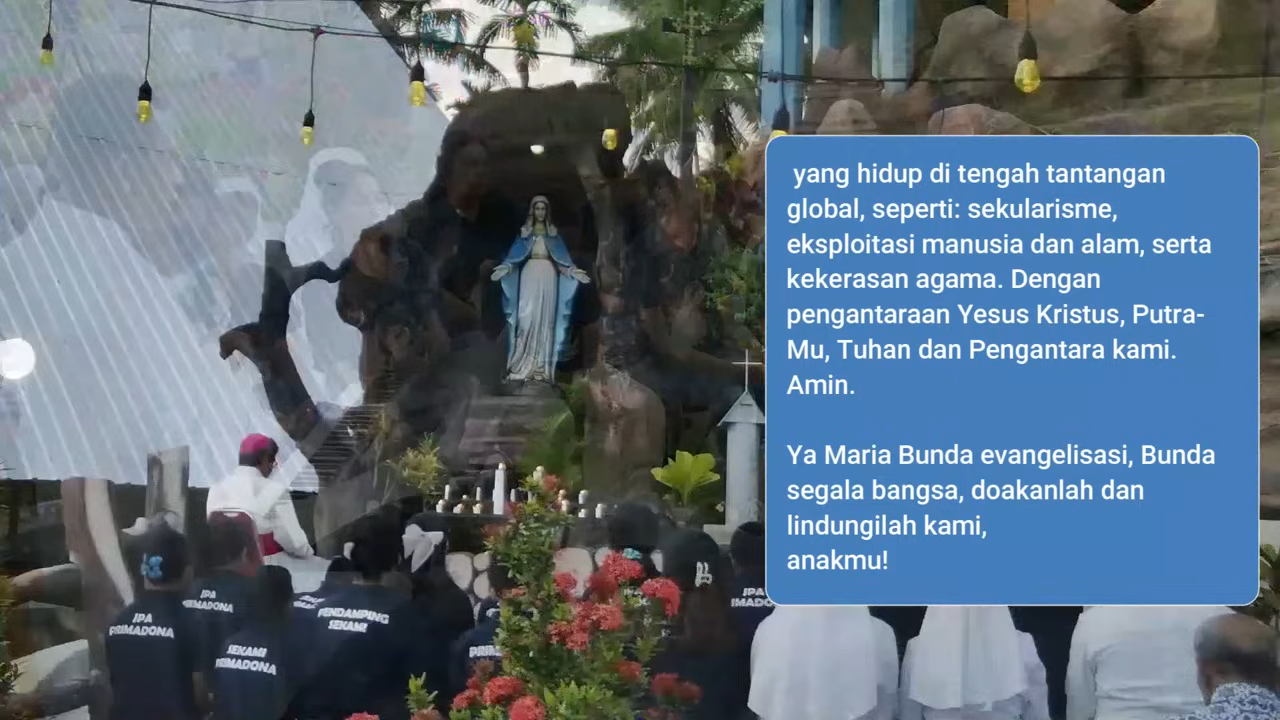 yang hidup di tengah tantangan
global, seperti: sekularisme,
eksploitasi manusia dan alam, serta
kekerasan agama. Dengan
pengantaraan Yesus Kristus, Putra-
Mu, Tuhan dan Pengantara kami.
Amin.
Ya Maria Bunda evangelisasi, Bunda
segala bangsa, doakanlah dan
lindungilah kami,
anakmu!
JPA
PRIMADONA
JPA
PRIMADONA
SEKAMI
PRIMADONA
PENDAMPING
SEKAMI